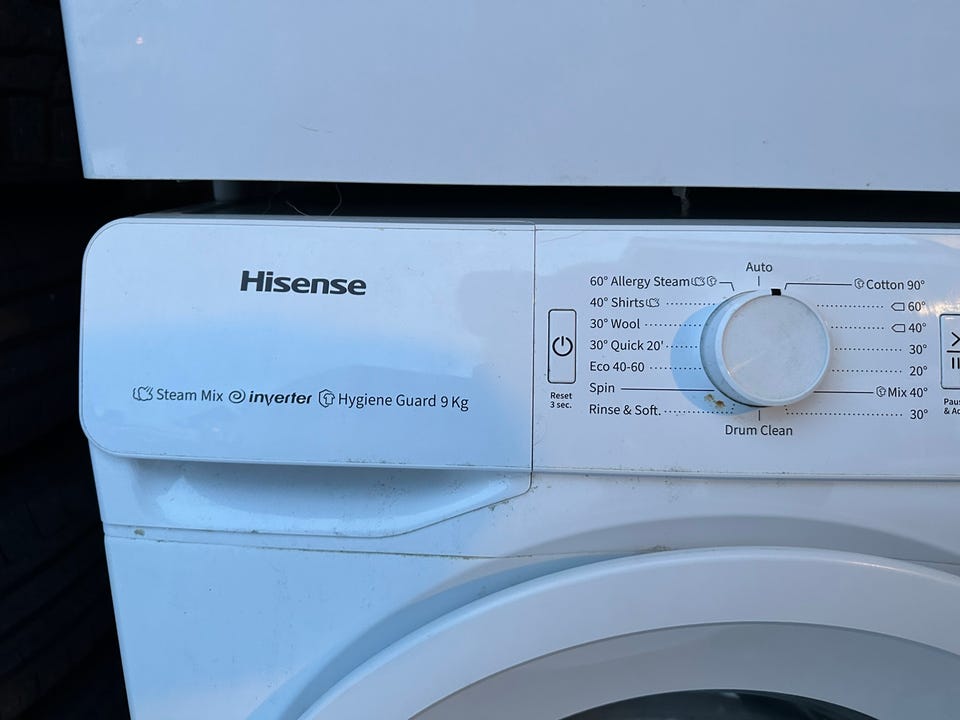 Hisense
Steam Mix inverter Hygiene Guard 9 Kg
Reset
3 sec.
Auto
60° Allergy Steam
40° Shirts
30° Wool
30° Quick 20'
Eco 40-60
Spin
Rinse & Soft.
Drum Clean
Cotton 90°
60°
40°
30°
20°
Mix 40°
30°